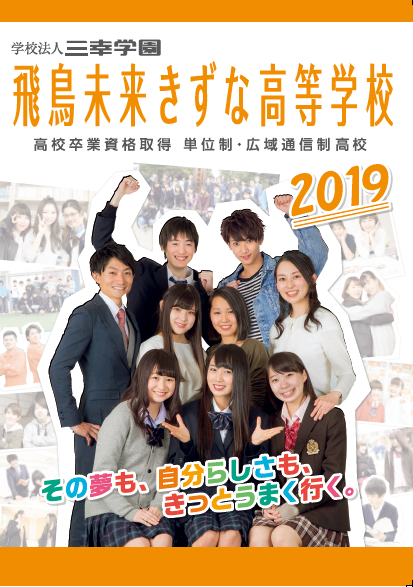 学校法人 三幸学園
飛鳥未来きずな高等学校
高校卒業資格取得 単位制・広域通信制高校
2019
その夢も、自分らしさも、
きっとうまく行く。